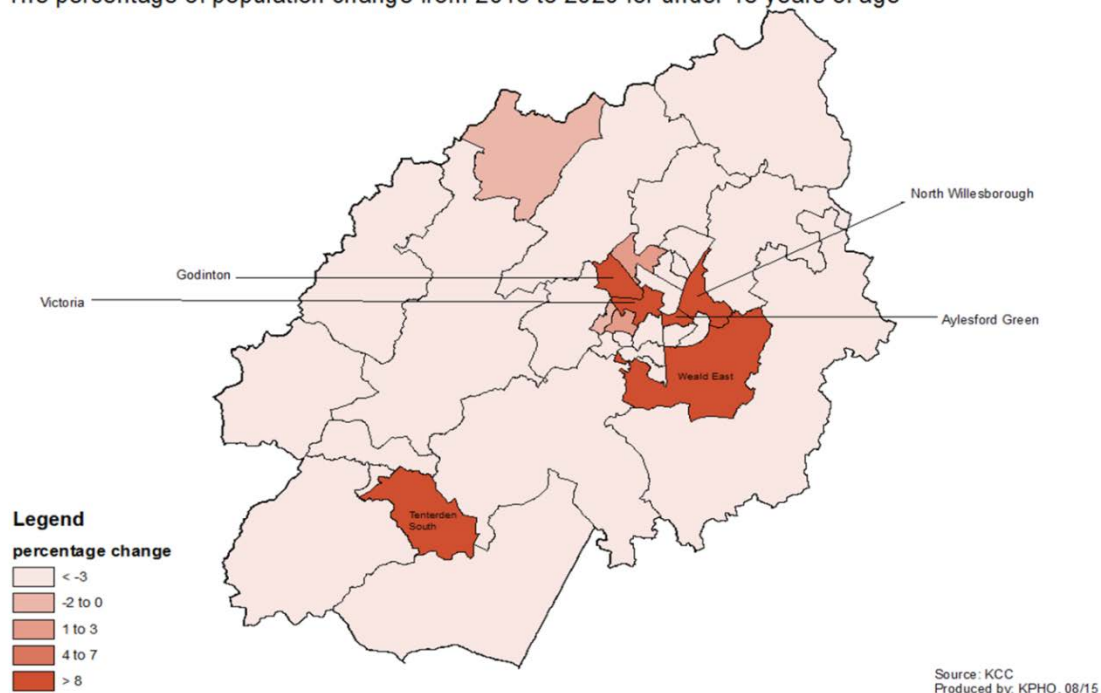 The percentage of population change from 2015 to 2020 for under 18 years of age
North Willesborough
Godinton
Victoria
Aylesford Green
Weald East
Tenterden
South
Legend
percentage change
< -3
-2 to 0
1 to 3
4 to 7
> 8
Source: KCC
Produced by: KPHO, 08/15